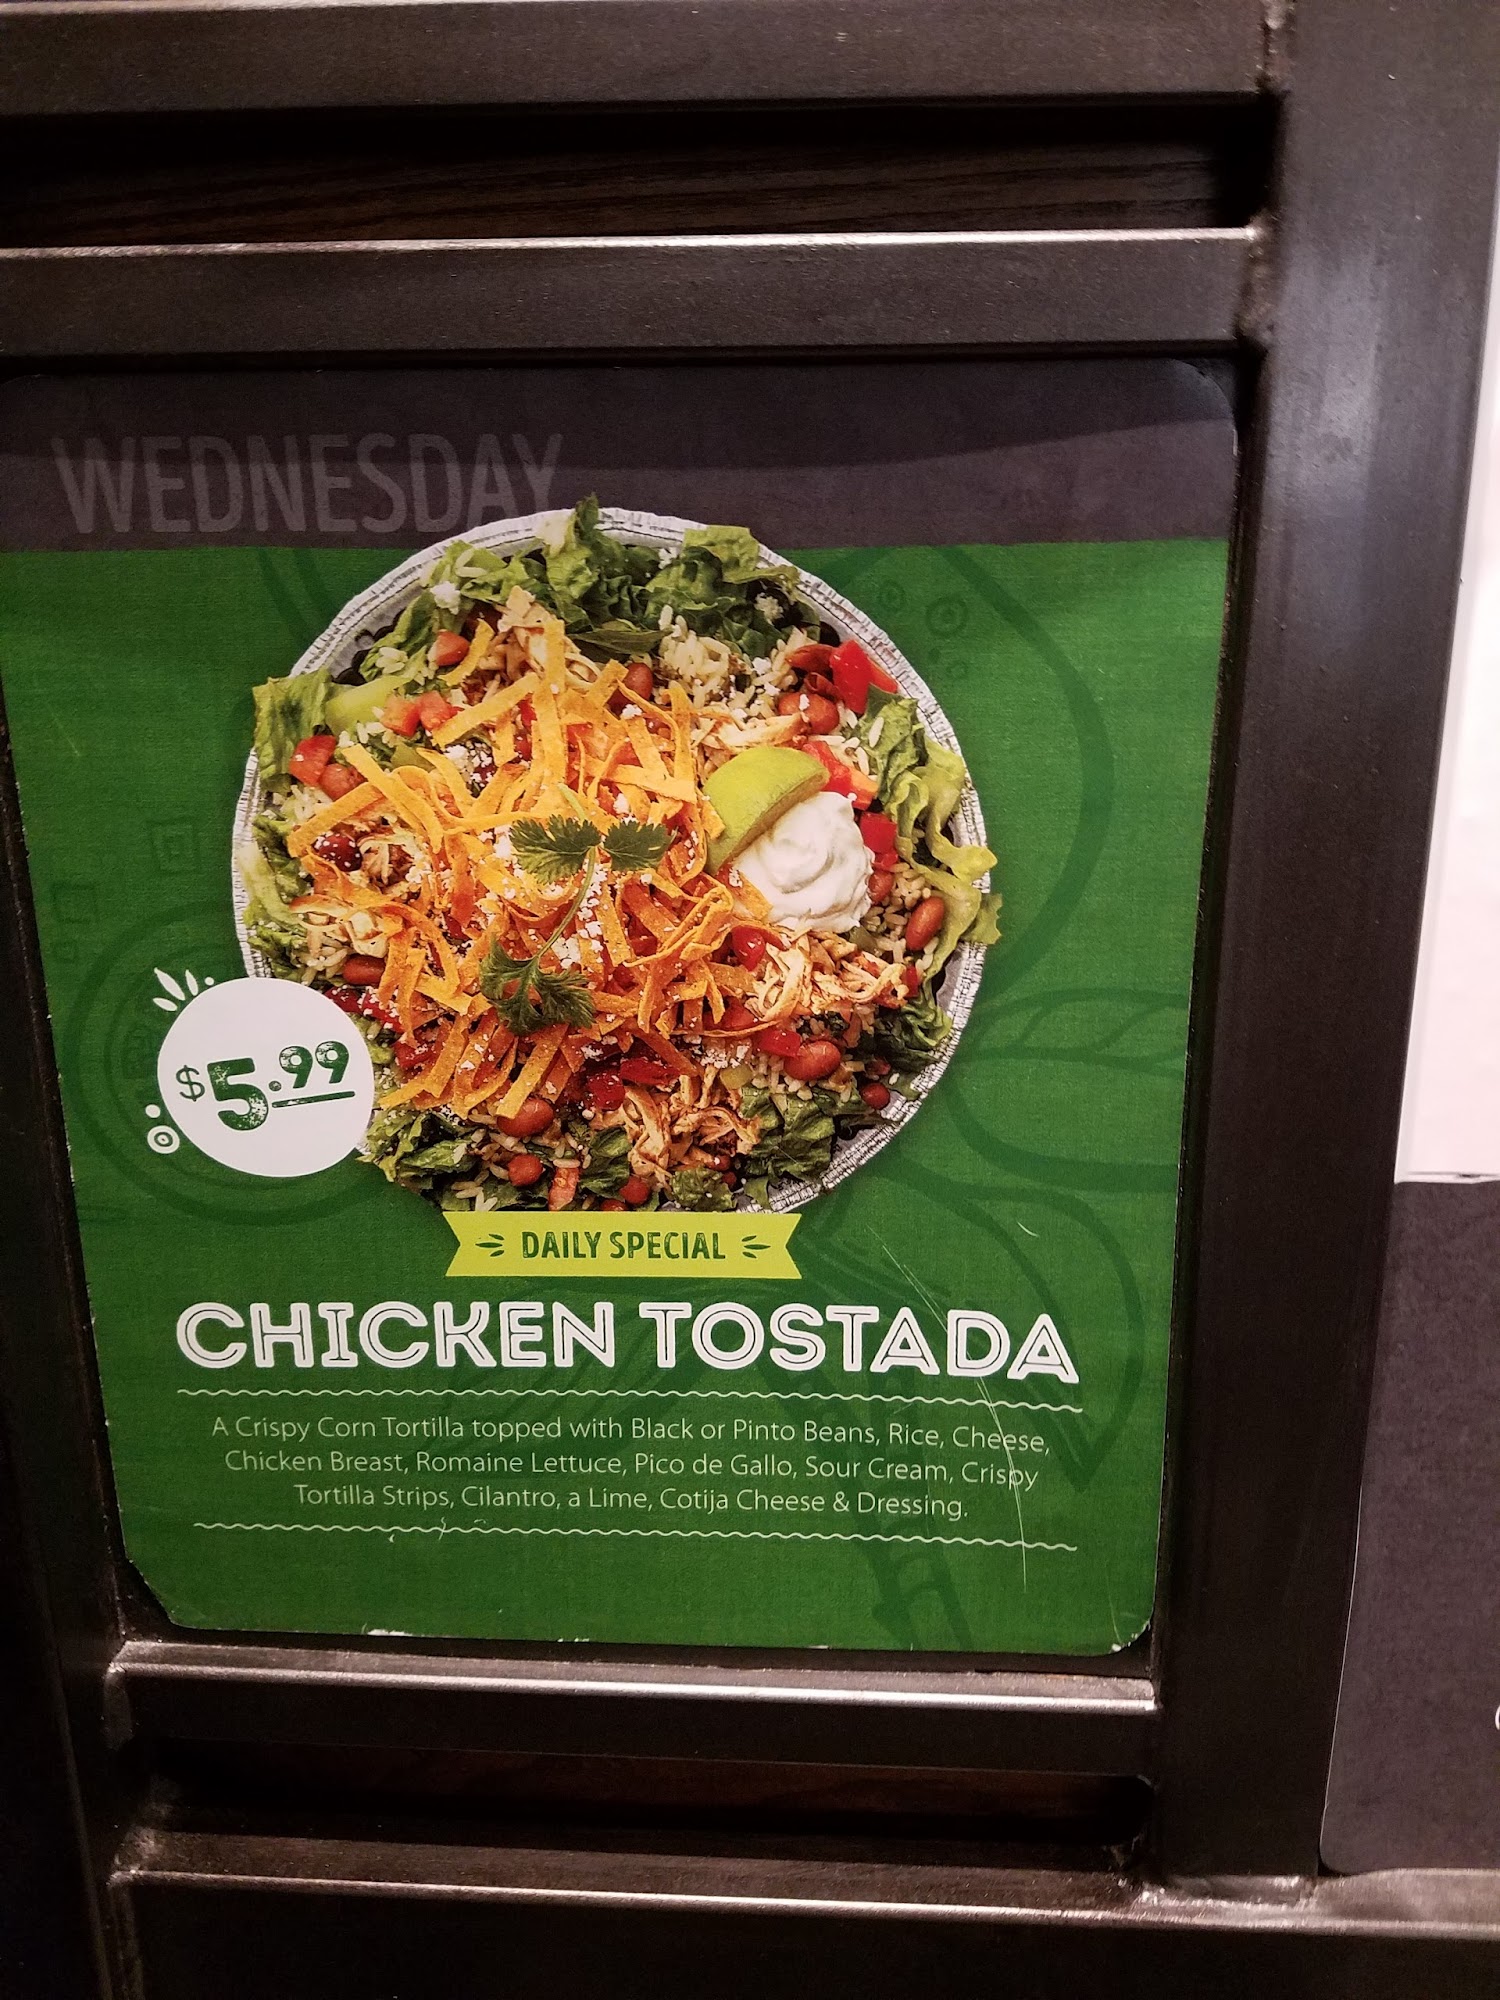 WEDNESDAY
$5.99
DAILY SPECIAL
CHICKEN TOSTADA
A Crispy Corn Tortilla topped with Black or Pinto Beans, Rice, Cheese,
Chicken Breast, Romaine Lettuce, Pico de Gallo, Sour Cream, Crispy
Tortilla Strips, Cilantro, a Lime, Cotija Cheese & Dressing.